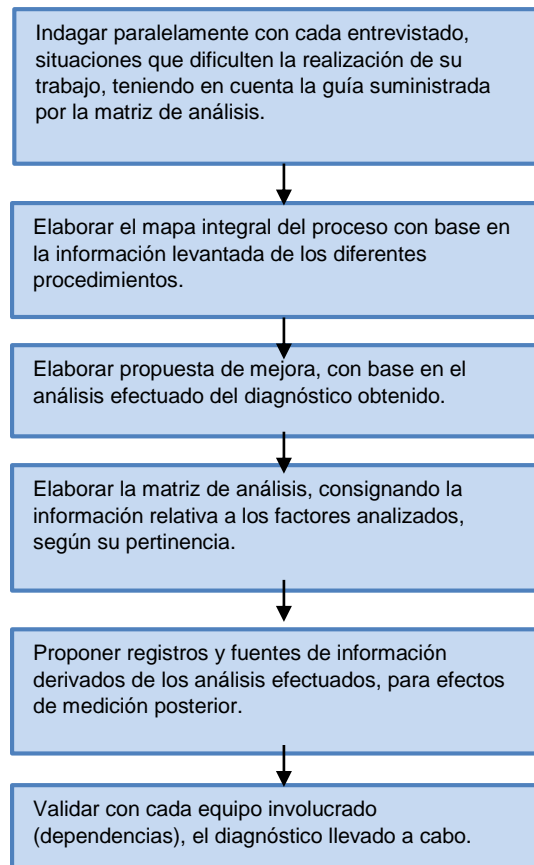 Indagar paralelamente con cada entrevistado,
situaciones que dificulten la realización de su
trabajo, teniendo en cuenta la guía suministrada
por la matriz de análisis.
Elaborar el mapa integral del proceso con base en
la información levantada de los diferentes
procedimientos.
Elaborar propuesta de mejora, con base en el
análisis efectuado del diagnóstico obtenido.
Elaborar la matriz de análisis, consignando la
información relativa a los factores analizados,
según su pertinencia.
Proponer registros y fuentes de información
derivados de los análisis efectuados, para efectos
de medición posterior.
Validar con cada equipo involucrado
(dependencias), el diagnóstico llevado a cabo.